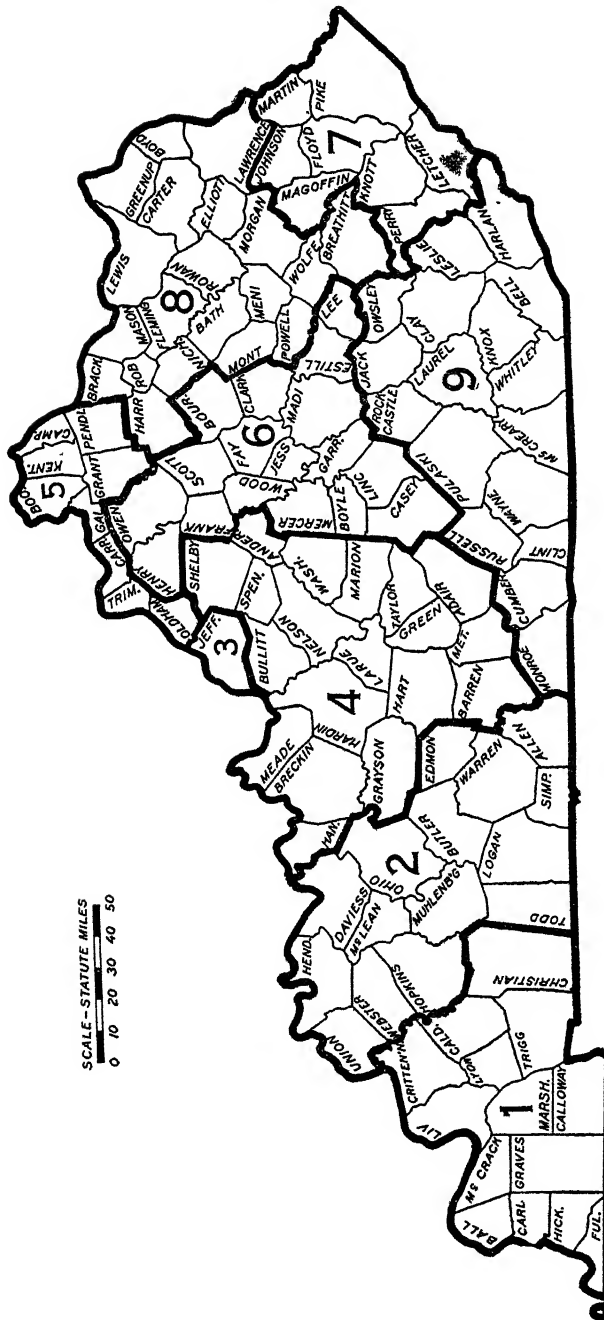 SCALE-STATUTE MILES
0 10 20 30 40 50
1
BALL
Mc CRACK
CARL
GRAVES
HICK.
FUL.
MARSH.
CALLOWAY
LIV
CRITTEN'N
LYON
CALD.
TRIGG
CHRISTIAN
2
UNION
HEND.
WEBSTER
HOPKINS
DAVIESS
McLEAN
OHIO
MUHLENB'G
BUTLER
LOGAN
TODD
WARREN
SIMP.
ALLEN
EDMON
3
JEFF.
4
HAN.
MEADE
BRECKIN
HARDIN
GRAYSON
BULLITT
NELSON
LARUE
HART
BARREN
MET.
GREEN
TAYLOR
ADAIR
MARION
WASH.
SPEN.
SHELBY
ANDER
5
BOO
KENT.
CAMP.
GAL
GRANT
PENDL
CARR
OWEN
TRIM.
HENRY
OLDHAM
6
HARR
SCOTT
BOUR.
FRANK
WOOD
FAY
CLARK
JESS
MADI
GARR.
MERCER
BOYLE
LINC
CASEY
ESTILL
LEE
7
MARTIN
PIKE
JOHNSON
FLOYD
MAGOFFIN
KNOTT
LETCHER
PERRY
8
BRACK
ROB
MASON
FLEMING
LEWIS
GREENUP
BOYD
CARTER
NICH
ROWAN
BATH
ELLIOTT
LAWRENCE
MORGAN
MONT
MENI
POWELL
WOLFE
BREATHITT
9
OWSLEY
JACK
ROCK
CASTLE
LAUREL
CLAY
LESLIE
HARLAN
KNOX
BELL
WHITLEY
McCREARY
PULASKI
WAYNE
RUSSELL
CLINT
CUMBER
MONROE